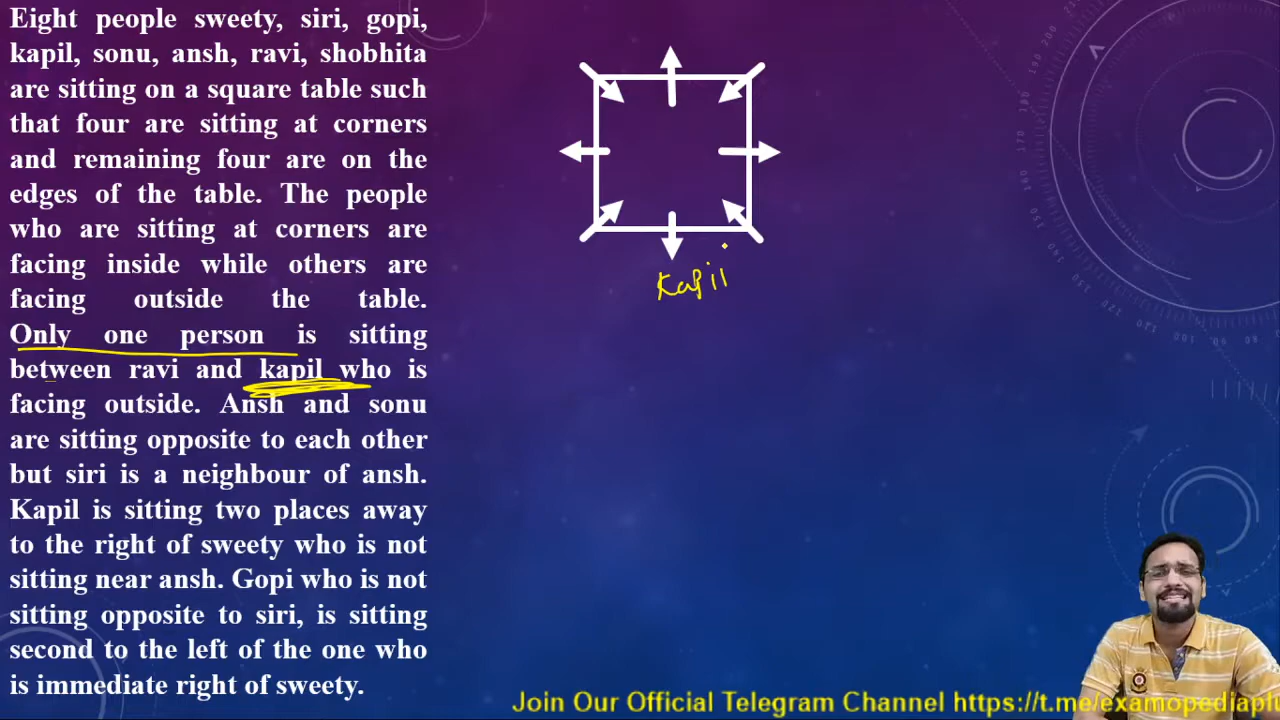 Eight people sweety, siri, gopi,
kapil, sonu, ansh, ravi, shobhita
are sitting on a square table such
that four are sitting at corners
and remaining four are on the
edges of the table. The people
who are sitting at corners are
facing inside while others are
facing outside the table.
Only one person is sitting
between ravi and kapil who is
facing outside. Ansh and sonu
are sitting opposite to each other
but siri is a neighbour of ansh.
Kapil is sitting two places away
to the right of sweety who is not
sitting near ansh. Gopi who is not
sitting opposite to siri, is sitting
second to the left of the one who
is immediate right of sweety.
Kapil
Join Our Official Telegram Channel https://t.me/examopediaplu